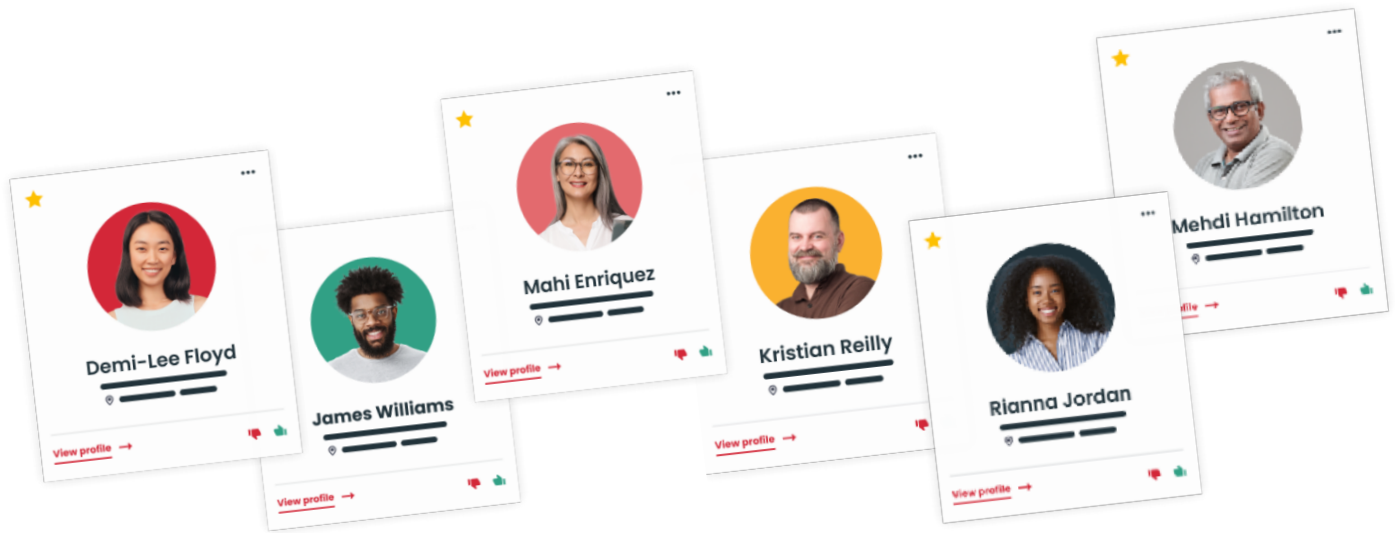 Demi-Lee Floyd
View profile
James Williams
View profile
Mahi Enriquez
View profile
Kristian Reilly
View profile
Rianna Jordan
View profile
Mehdi Hamilton